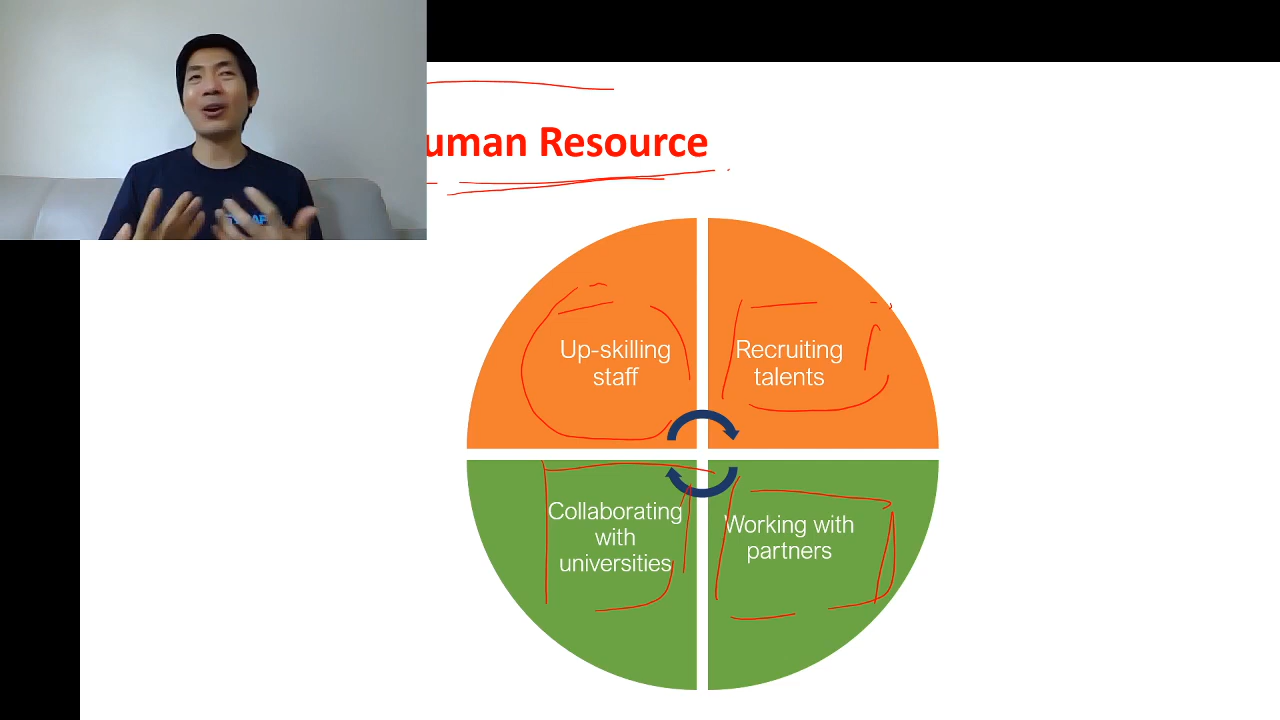 uman Resource
Up-skilling
staff
Recruiting
talents
Collaborating
with
universities
Working with
partners